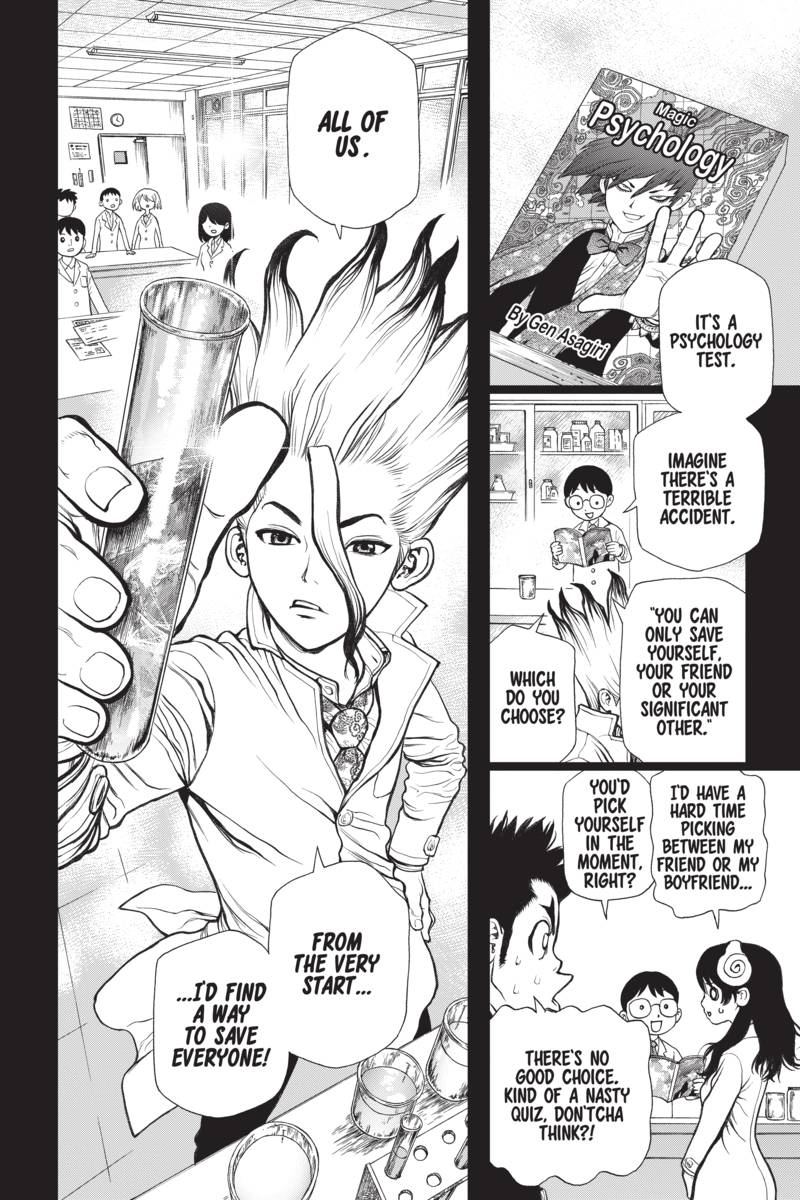 Magic
Psychology
By Gen Asagiri
IT'S A
PSYCHOLOGY
TEST.
IMAGINE
THERE'S A
TERRIBLE
ACCIDENT.
"YOU CAN
ONLY SAVE
YOURSELF,
YOUR FRIEND
OR YOUR
SIGNIFICANT
OTHER."
WHICH
DO YOU
CHOOSE?
I'D HAVE A
HARD TIME
PICKING
BETWEEN MY
FRIEND OR MY
BOYFRIEND...
YOU'D
PICK
YOURSELF
IN THE
MOMENT,
RIGHT?
THERE'S NO
GOOD CHOICE.
KIND OF A NASTY
QUIZ, DON'TCHA
THINK?!
ALL OF
US.
FROM
THE VERY
START...
...I'D FIND
A WAY
TO SAVE
EVERYONE!